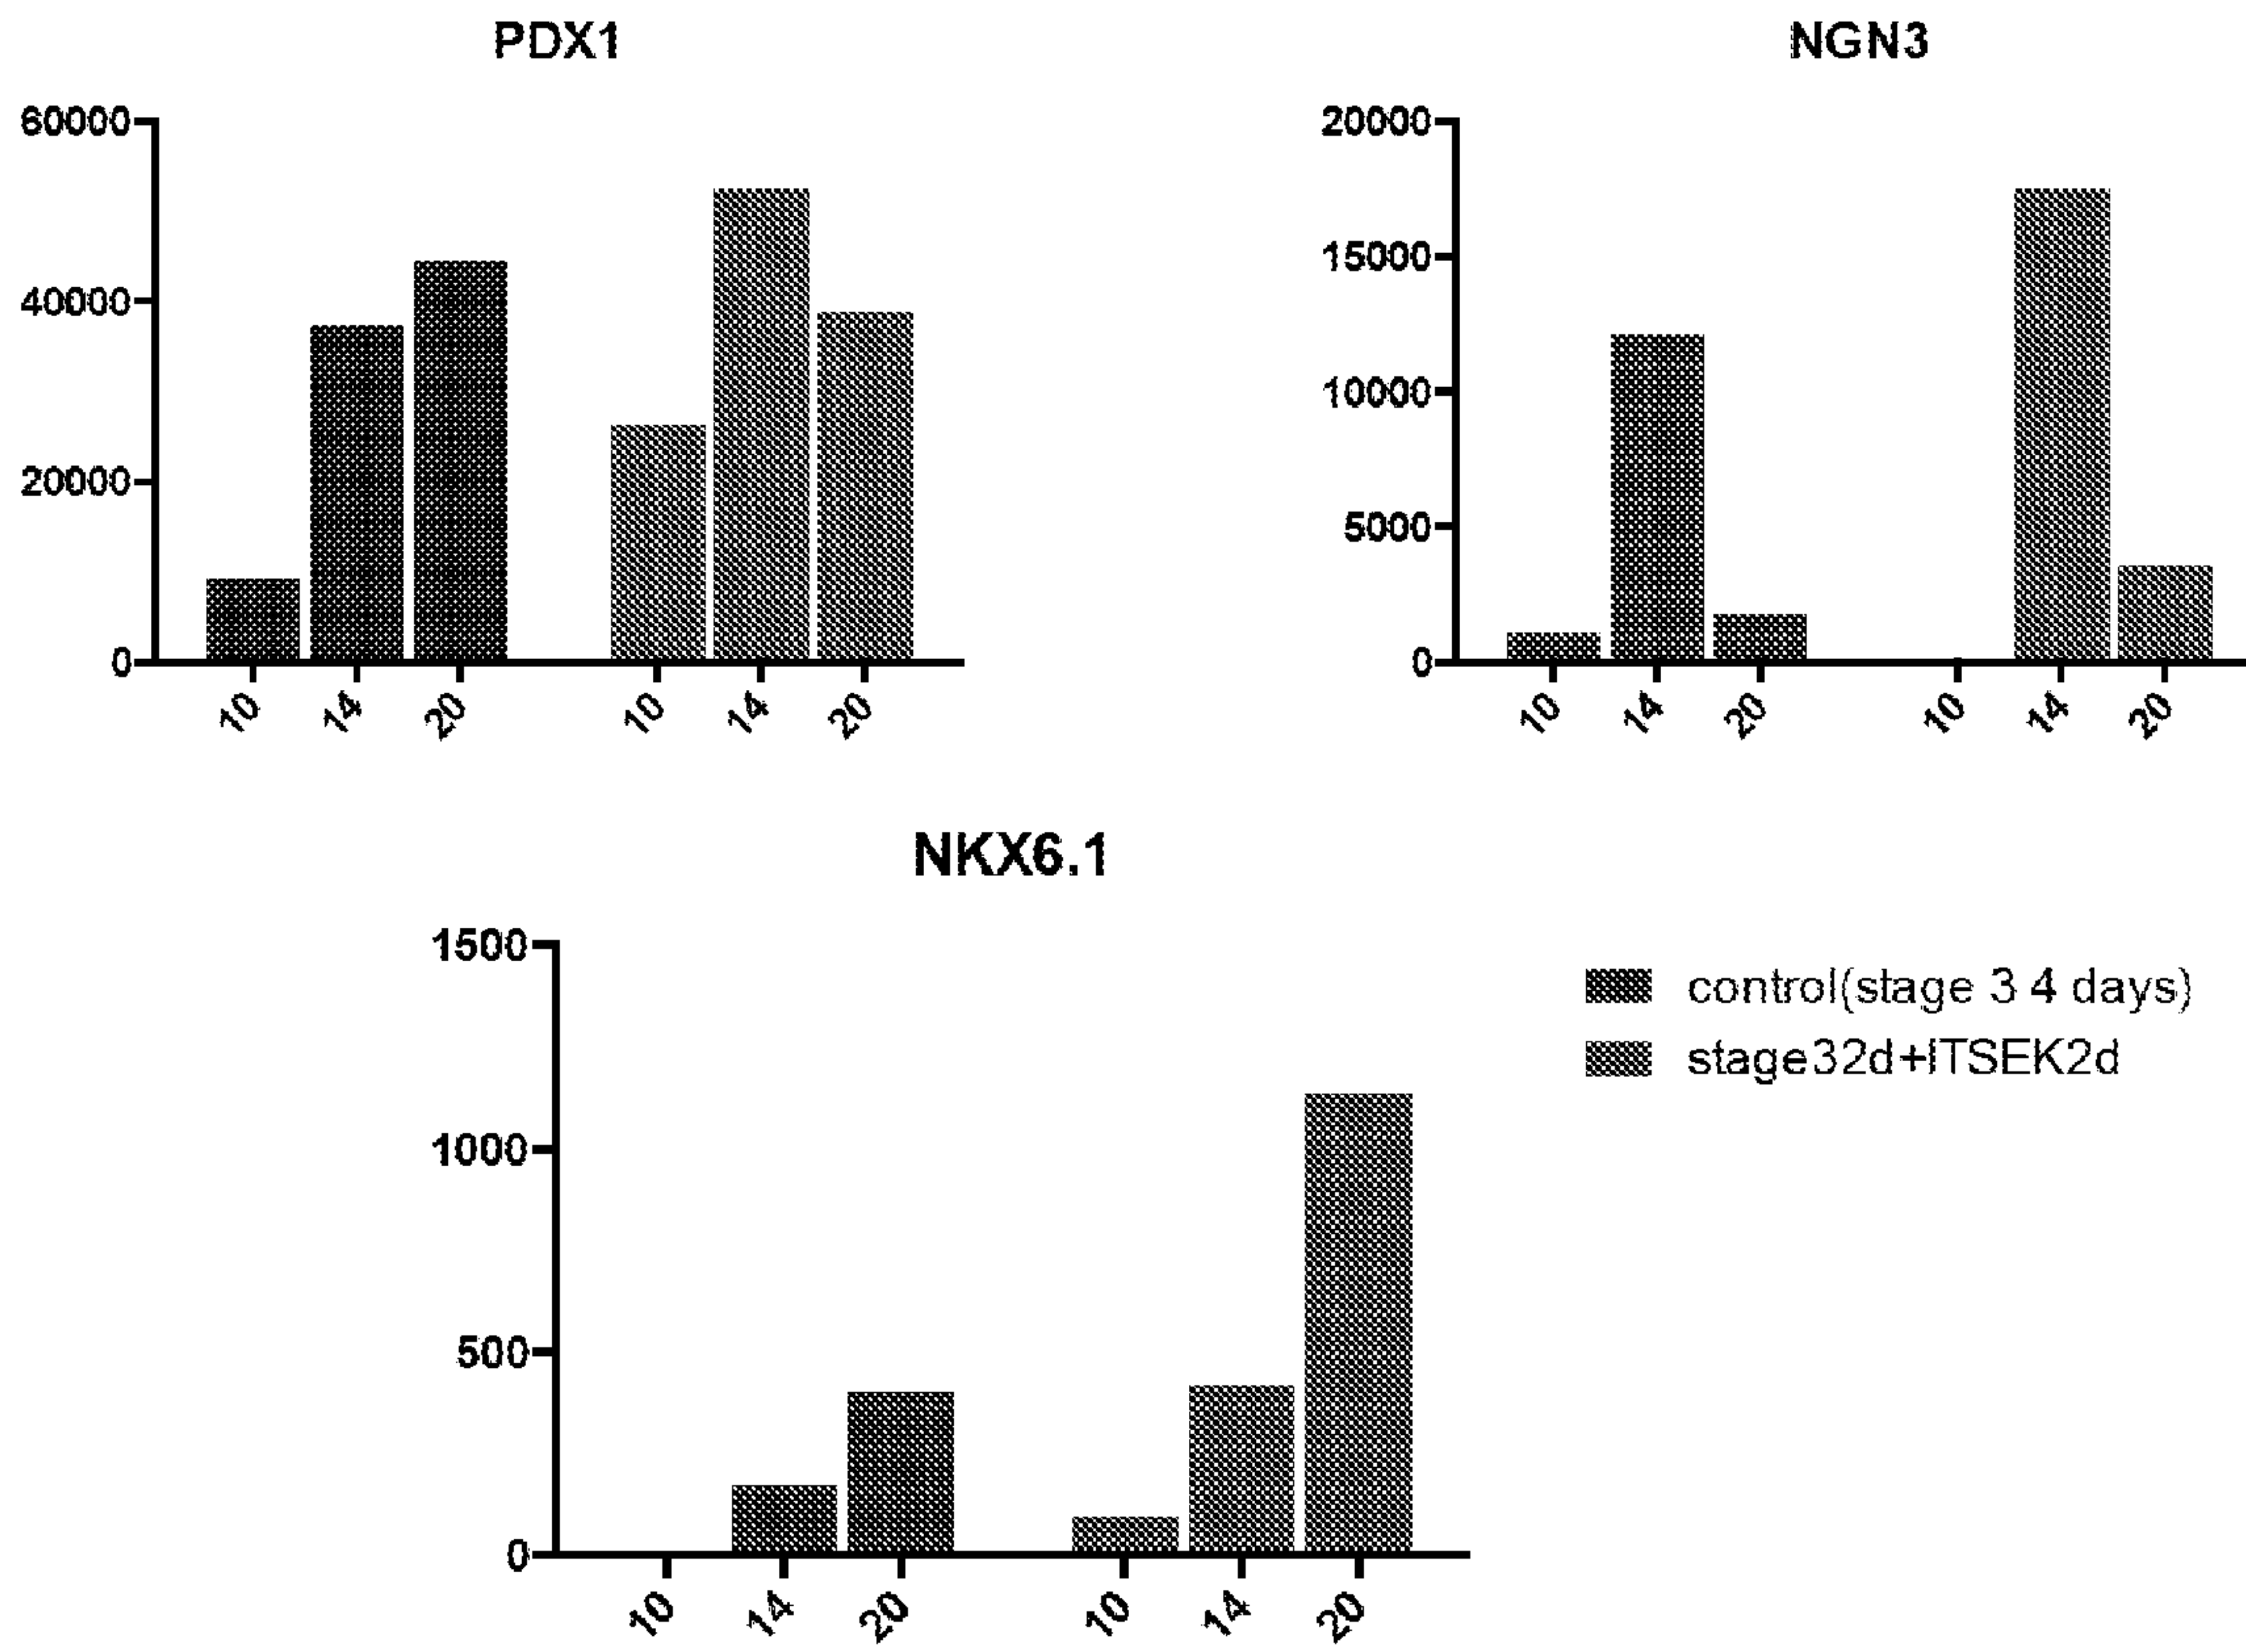 PDX1
60000
40000
20000
0
10 14 20 10 14 20
NGN3
20000
15000
10000
5000
0
10 14 20 10 14 20
NKX6.1
1500
1000
500
0
10 14 20 10 14 20
control(stage 3 4 days)
stage32d+ITSEK2d